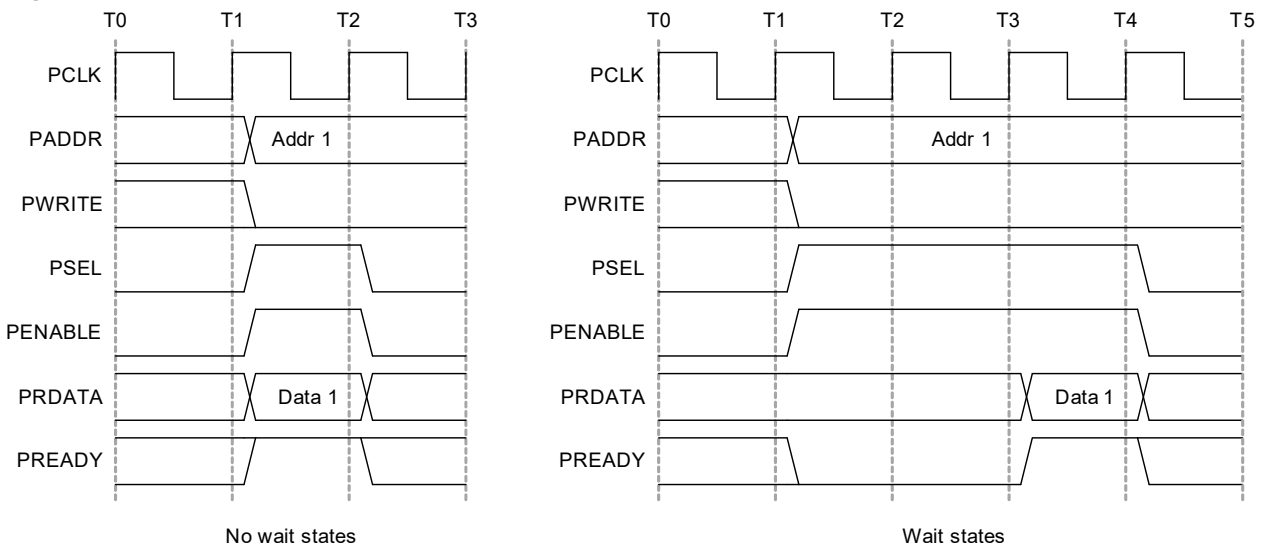 T0 T1 T2 T3
PCLK
PADDR Addr 1
PWRITE
PSEL
PENABLE
PRDATA Data 1
PREADY
No wait states
T0 T1 T2 T3 T4 T5
PCLK
PADDR Addr 1
PWRITE
PSEL
PENABLE
PRDATA Data 1
PREADY
Wait states